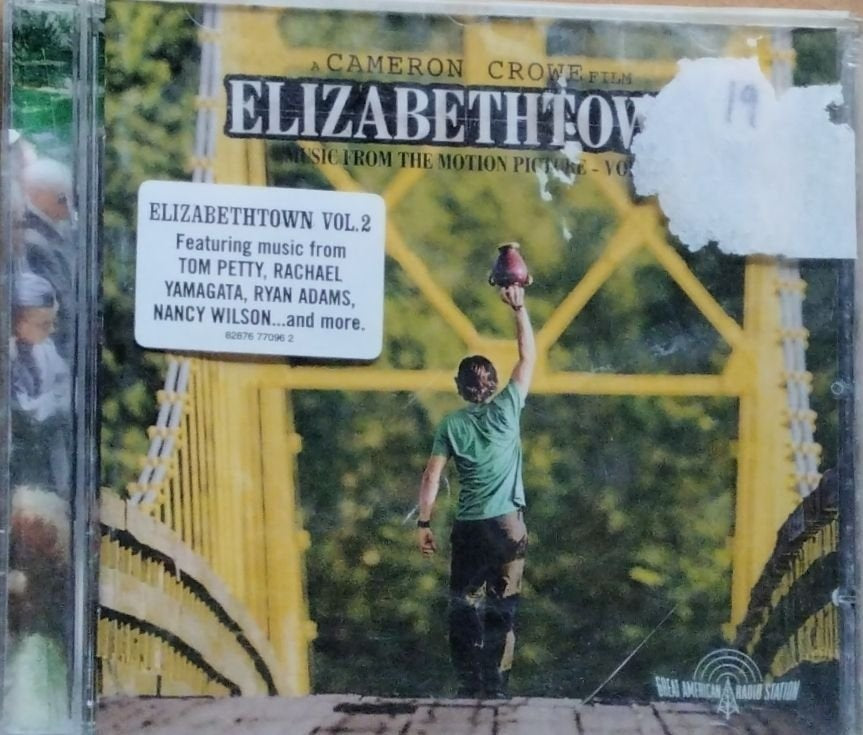 A CAMERON CROWE FILM
ELIZABETHTOW
MUSIC FROM THE MOTION PICTURE - VO
19
ELIZABETHTOWN VOL.2
Featuring music from
TOM PETTY, RACHAEL
YAMAGATA, RYAN ADAMS,
NANCY WILSON...and more.
82876 77096 2
GREAT AMERICAN RADIO STATION